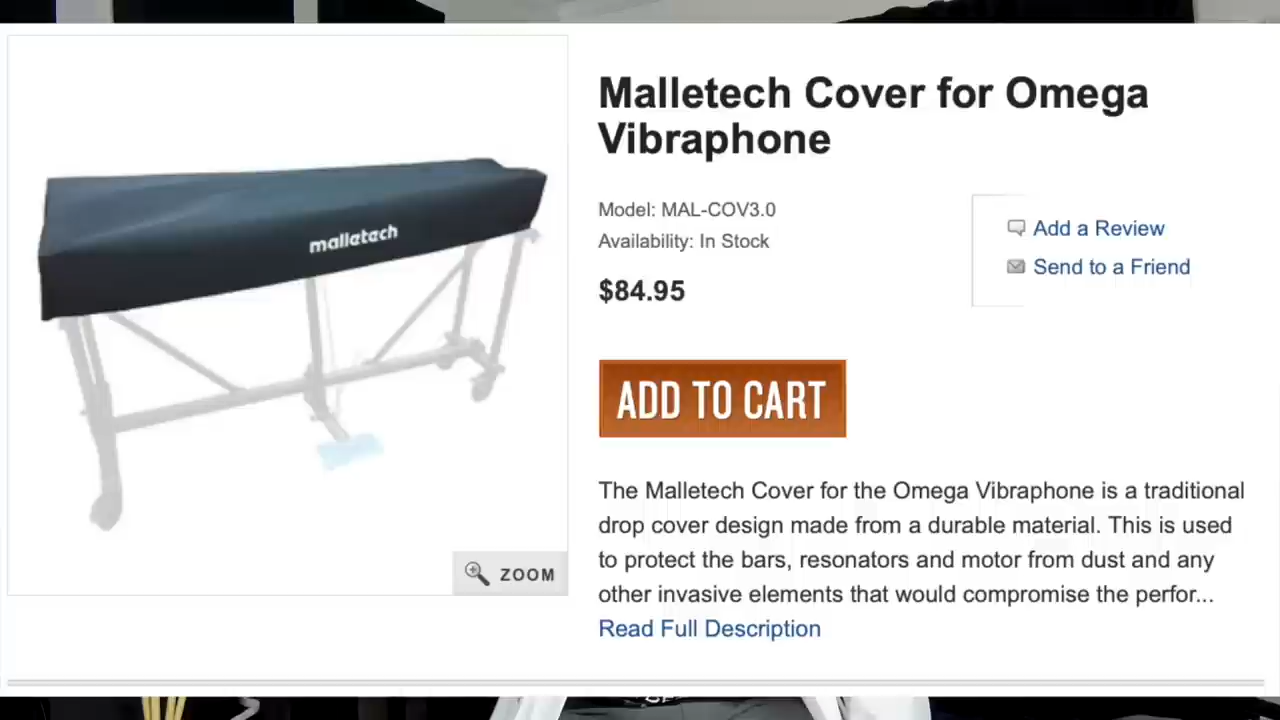 Malletech Cover for Omega
Vibraphone
malletech
Model: MAL-COV3.0
Availability: In Stock
Add a Review
Send to a Friend
$84.95
ADD TO CART
The Malletech Cover for the Omega Vibraphone is a traditional
drop cover design made from a durable material. This is used
to protect the bars, resonators and motor from dust and any
other invasive elements that would compromise the perfor...
Read Full Description
ZOOM